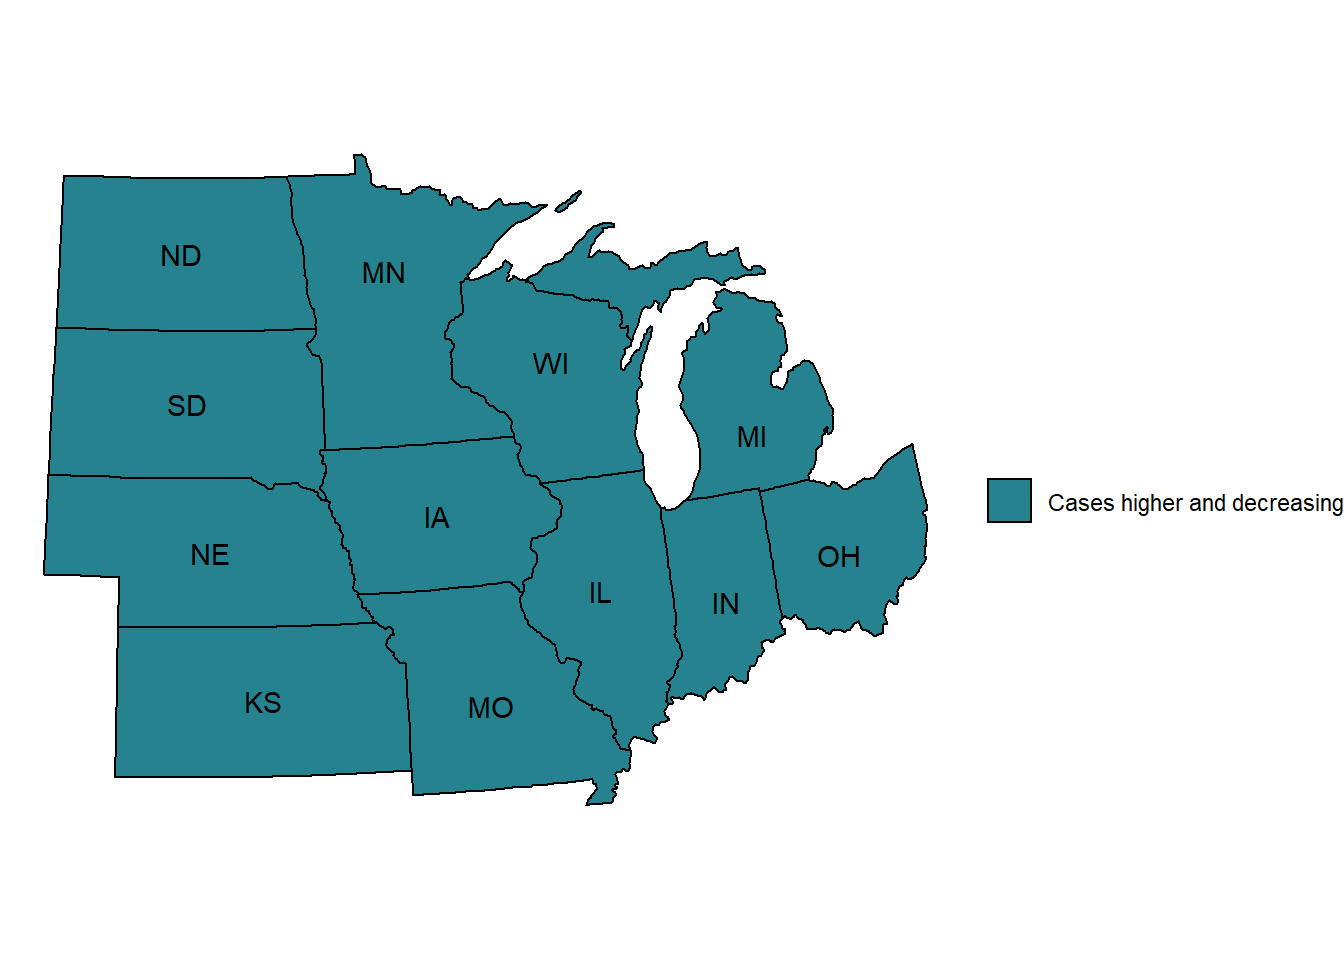 ND
MN
WI
SD
MI
IA
NE
OH
IL
IN
KS
MO
Cases higher and decreasing